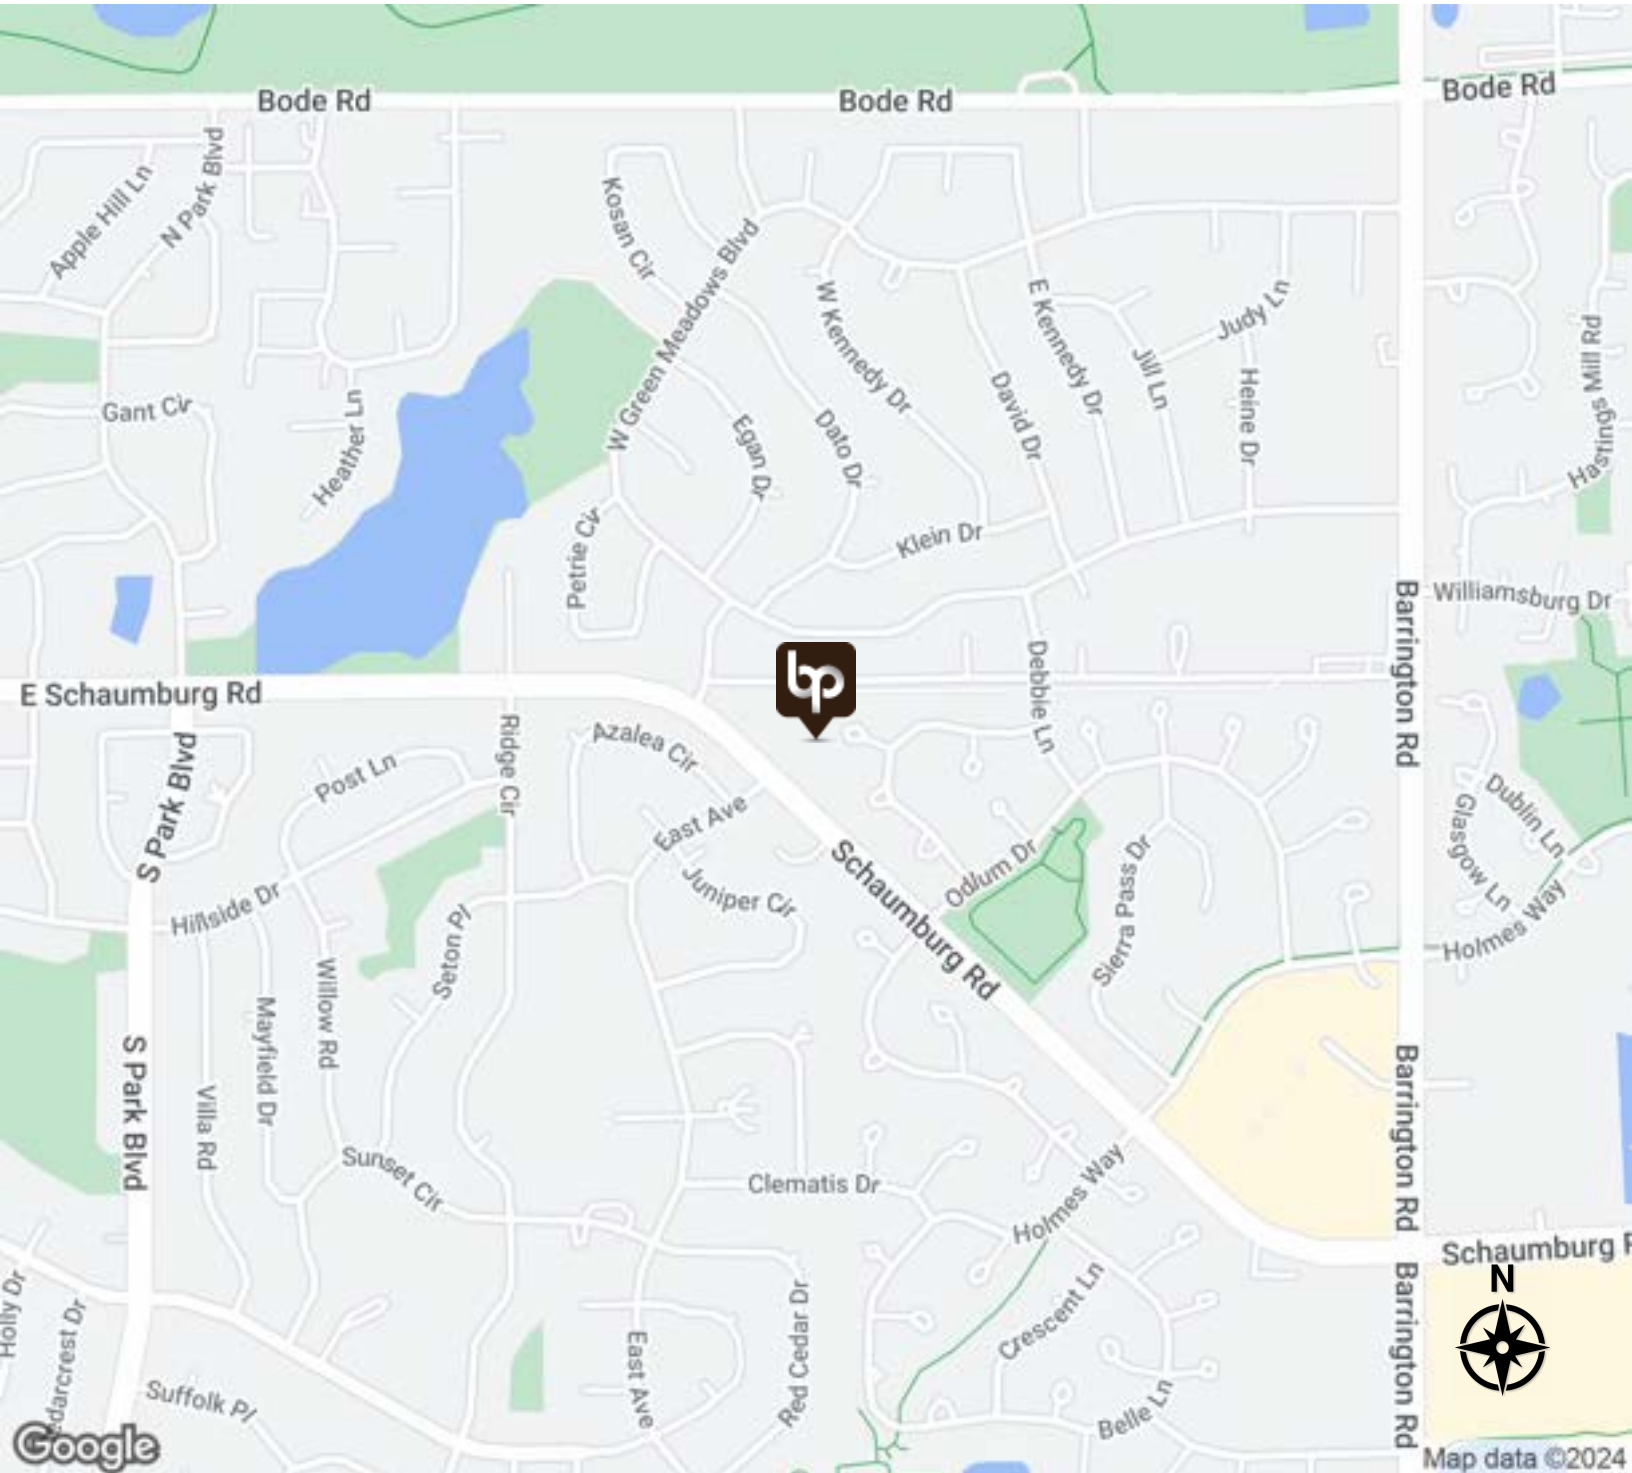 Bode Rd
Bode Rd
Bode Rd
Apple Hill Ln
N Park Blvd
Kosan Cir
W Green Meadows Blvd
W Kennedy Dr
E Kennedy Dr
Judy Ln
Jill Ln
Heine Dr
David Dr
Hastings Mill Rd
Gant Cir
Heather Ln
Egan Dr
Dato Dr
Klein Dr
Petrie Cir
Williamsburg Dr
Barrington Rd
bp
Debbie Ln
E Schaumburg Rd
Ridge Cir
Azalea Cir
Post Ln
S Park Blvd
East Ave
Dublin Ln
Glasgow Ln
Schaumburg Rd
Odlum Dr
Sierra Pass Dr
Juniper Cir
Hillside Dr
Seton Pl
Holmes Way
Willow Rd
Mayfield Dr
S Park Blvd
Villa Rd
Barrington Rd
Sunset Cir
Clematis Dr
Holmes Way
Schaumburg R
N
Holly Dr
edarcrest Dr
Crescent Ln
Red Cedar Dr
East Ave
Barrington Rd
Suffolk Pl
Belle Ln
Google
Map data ©2024